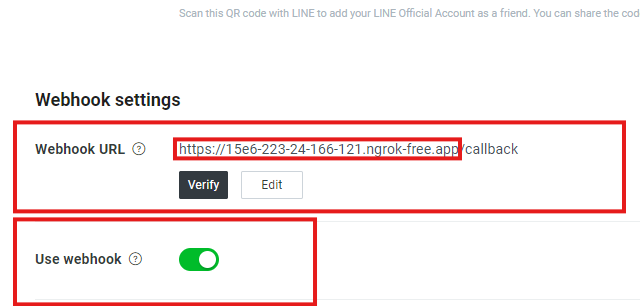 Scan this QR code with LINE to add your LINE Official Account as a friend. You can share the cod
Webhook settings
Webhook URL ? https://15e6-223-24-166-121.ngrok-free.app/callback
Verify Edit
Use webhook ?